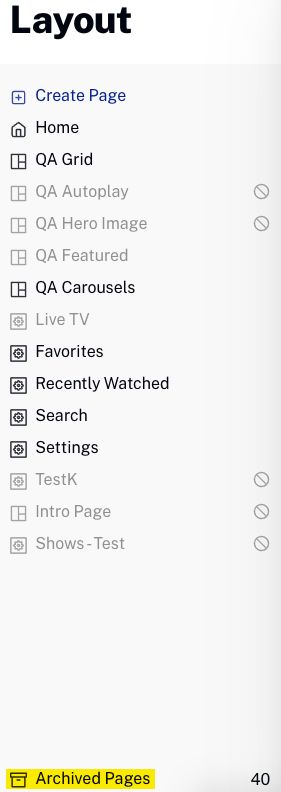 Layout
Create Page
Home
QA Grid
QA Autoplay
QA Hero Image
QA Featured
QA Carousels
Live TV
Favorites
Recently Watched
Search
Settings
TestK
Intro Page
Shows - Test
Archived Pages 40